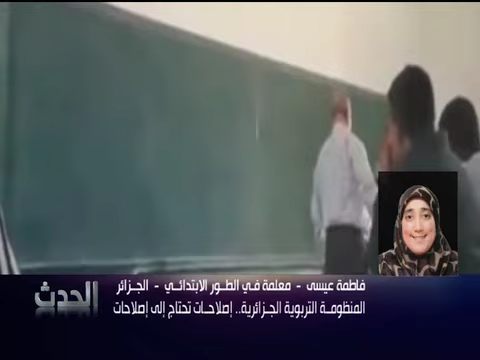 فاطمة عيسى - معلمة في الطور الابتدائي - الجزائر
المنظومة التربوية الجزائرية.. إصلاحات تحتاج إلى إصلاحات
الحدث